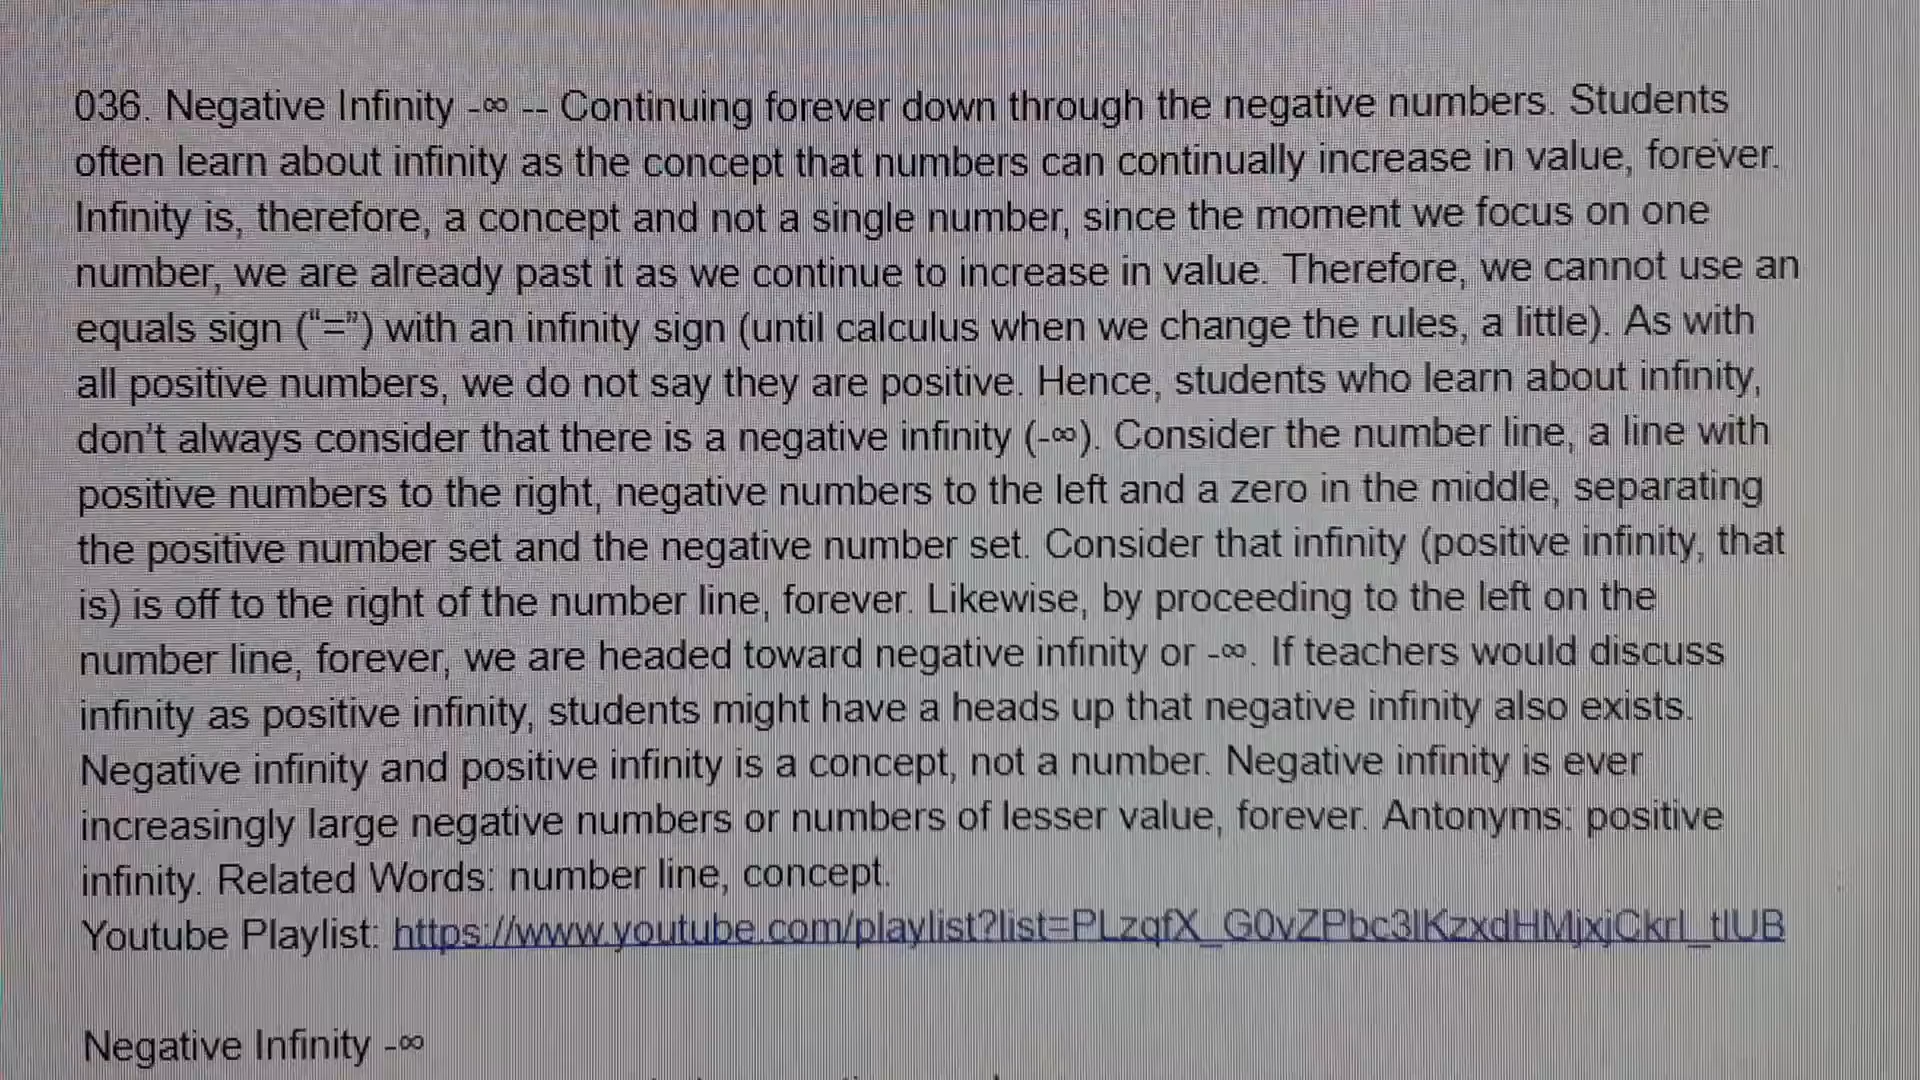 036. Negative Infinity -∞ -- Continuing forever down through the negative numbers. Students
often learn about infinity as the concept that numbers can continually increase in value, forever.
Infinity is, therefore, a concept and not a single number, since the moment we focus on one
number, we are already past it as we continue to increase in value. Therefore, we cannot use an
equals sign (“=”) with an infinity sign (until calculus when we change the rules, a little). As with
all positive numbers, we do not say they are positive. Hence, students who learn about infinity,
don't always consider that there is a negative infinity (-∞). Consider the number line, a line with
positive numbers to the right, negative numbers to the left and a zero in the middle, separating
the positive number set and the negative number set. Consider that infinity (positive infinity, that
is) is off to the right of the number line, forever. Likewise, by proceeding to the left on the
number line, forever, we are headed toward negative infinity or -∞. If teachers would discuss
infinity as positive infinity, students might have a heads up that negative infinity also exists.
Negative infinity and positive infinity is a concept, not a number. Negative infinity is ever
increasingly large negative numbers or numbers of lesser value, forever. Antonyms: positive
infinity. Related Words: number line, concept.
Youtube Playlist:
Negative Infinity -∞